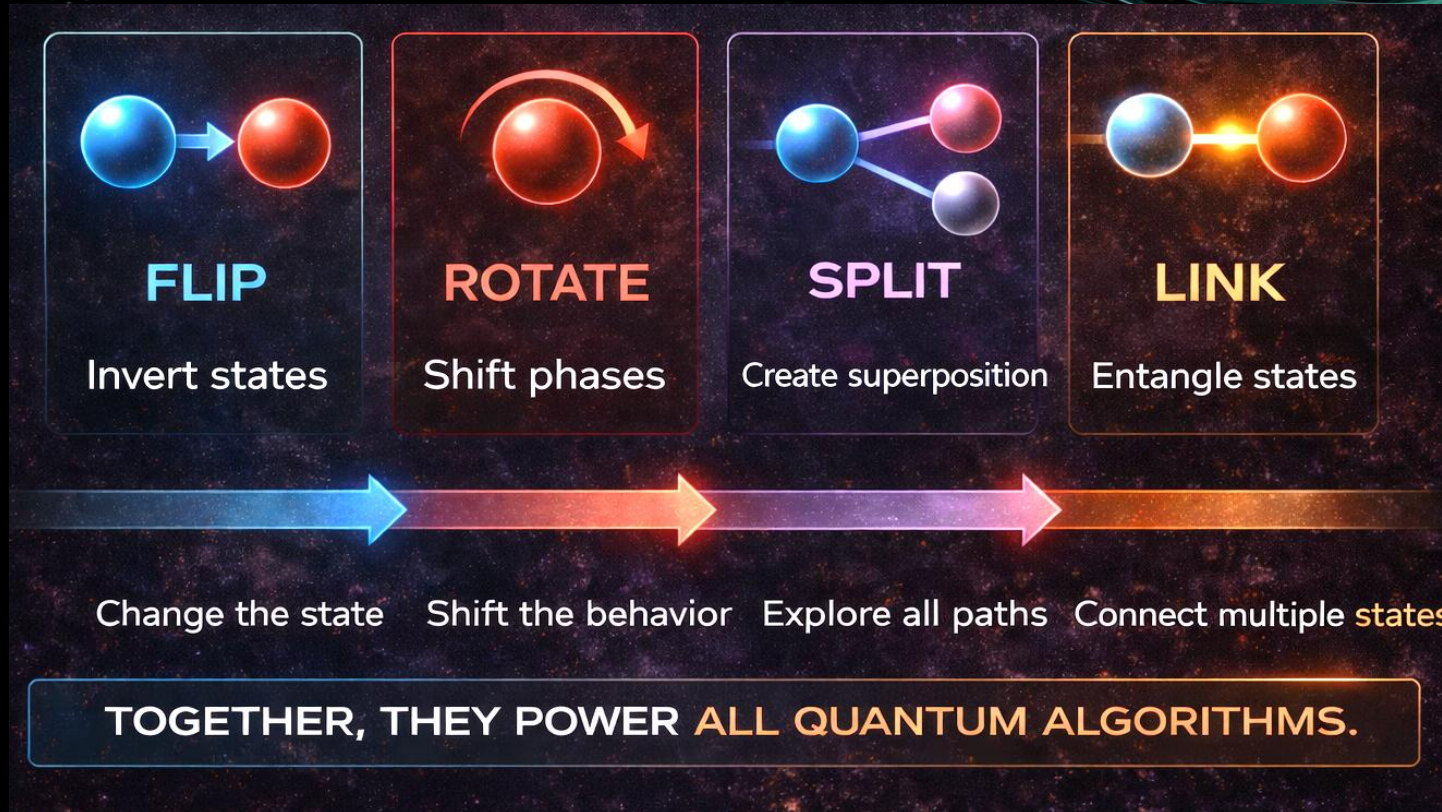 FLIP
Invert states
ROTATE
Shift phases
SPLIT
Create superposition
LINK
Entangle states
Change the state
Shift the behavior
Explore all paths
Connect multiple states
TOGETHER, THEY POWER ALL QUANTUM ALGORITHMS.